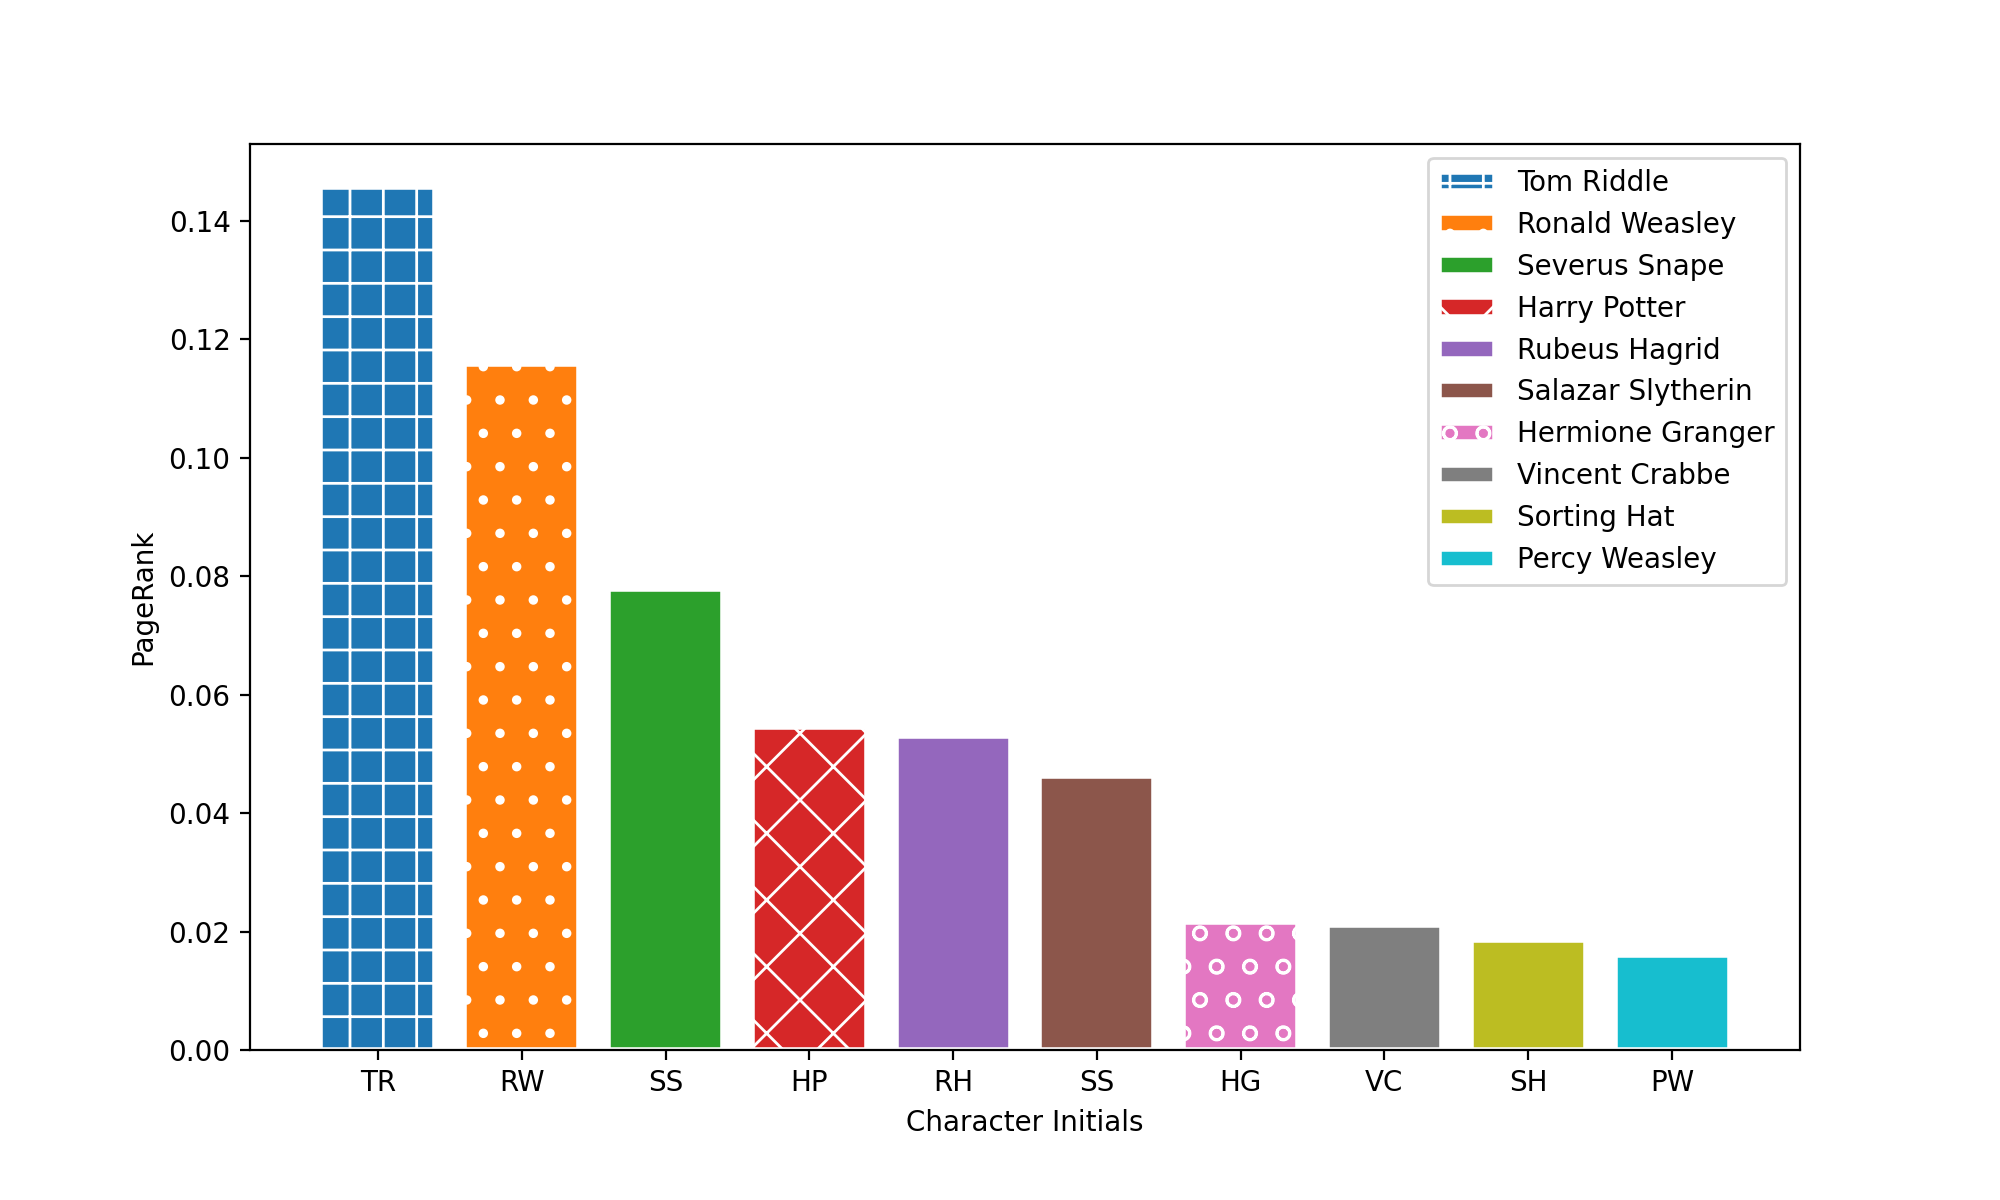 Tom Riddle
Ronald Weasley
Severus Snape
Harry Potter
Rubeus Hagrid
Salazar Slytherin
Hermione Granger
Vincent Crabbe
Sorting Hat
Percy Weasley
0.14
0.12
0.10
0.08
0.06
0.04
0.02
0.00
PageRank
TR RW SS HP RH SS HG VC SH PW
Character Initials